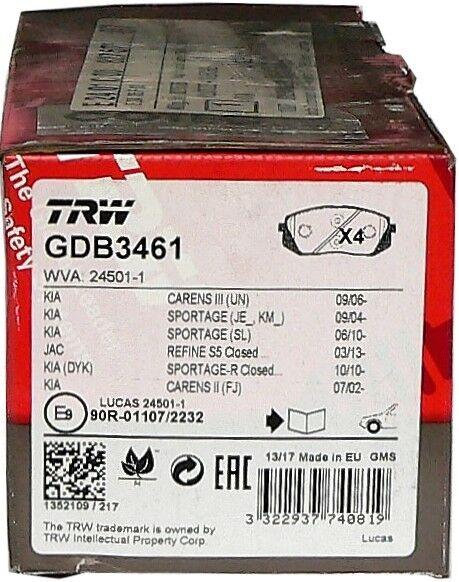 The
Safety
TRW
GDB3461
X4
WVA 24501-1
KIA CARENS III (UN) 09/06-
KIA SPORTAGE (JE_, KM_) 09/04-
KIA SPORTAGE (SL) 06/10-
JAC REFINE S5 Closed... 03/13-
KIA (DYK) SPORTAGE-R Closed... 10/10-
KIA CARENS II (FJ) 07/02-
LUCAS 24501-1
E9 90R-01107/2232
13/17 Made in EU GMS
N
EAC
1352109 / 217
3 322937 740819
The TRW trademark is owned by
TRW Intellectual Property Corp.
Lucas